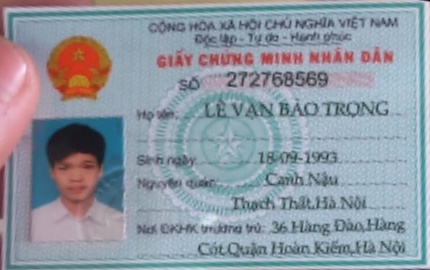 CỘNG HÒA XÃ HỘI CHỦ NGHĨA VIỆT NAM
Độc lập - Tự do - Hạnh phúc
GIẤY CHỨNG MINH NHÂN DÂN
SỐ 272768569
Họ tên: LÊ VĂN BẢO TRỌNG
Sinh ngày 18-09-1993
Nguyên quán Canh Nậu
Thạch Thất,Hà Nội
Nơi ĐKHK thường trú: 36 Hàng Đào,Hàng
Cót,Quận Hoàn Kiếm,Hà Nội